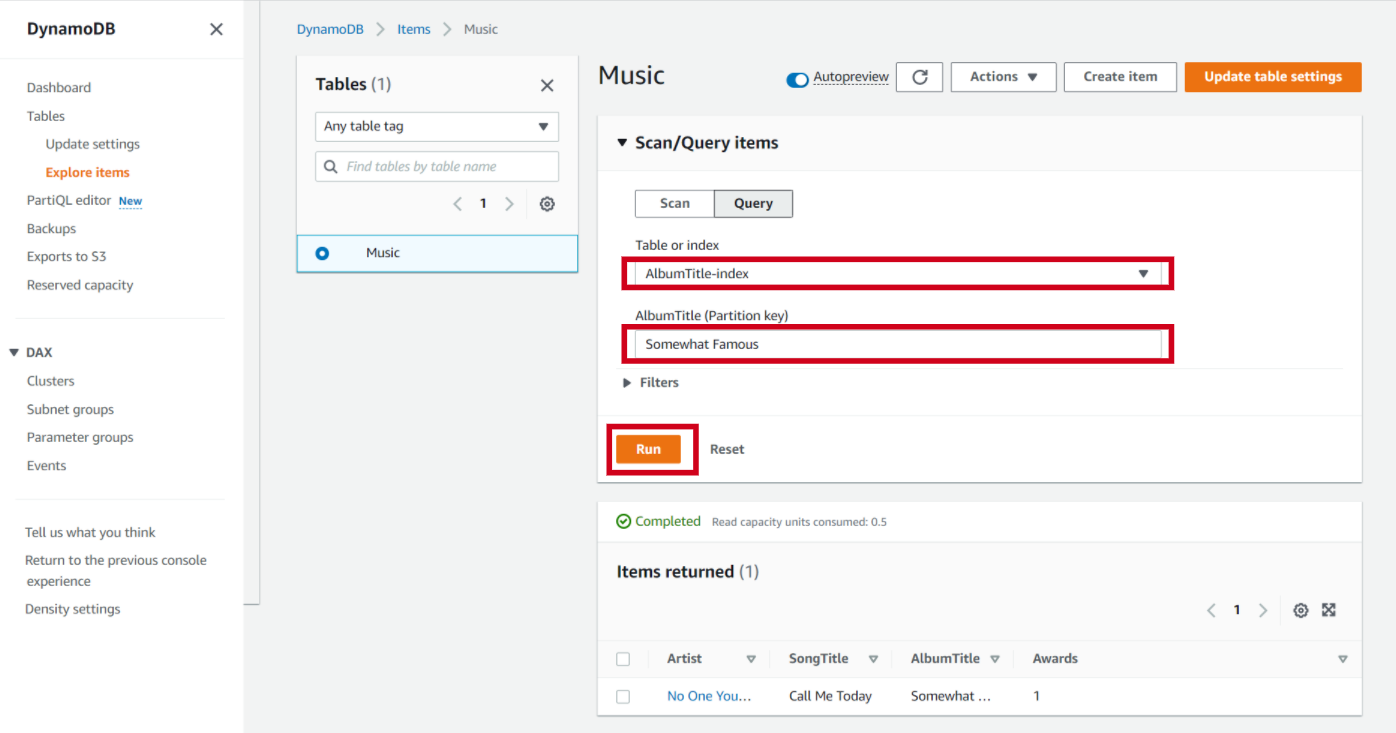 DynamoDB
Dashboard
Tables
Update settings
Explore items
PartiQL editor New
Backups
Exports to S3
Reserved capacity
DAX
Clusters
Subnet groups
Parameter groups
Events
Tell us what you think
Return to the previous console
experience
Density settings
DynamoDB Items Music
Tables (1)
Any table tag
Find tables by table name
1
Music
Music
Autopreview Actions Create item Update table settings
Scan/Query items
Scan Query
Table or index
AlbumTitle-index
AlbumTitle (Partition key)
Somewhat Famous
Filters
Run Reset
Completed Read capacity units consumed: 0.5
Items returned (1)
1
Artist SongTitle AlbumTitle Awards
No One You... Call Me Today Somewhat ... 1